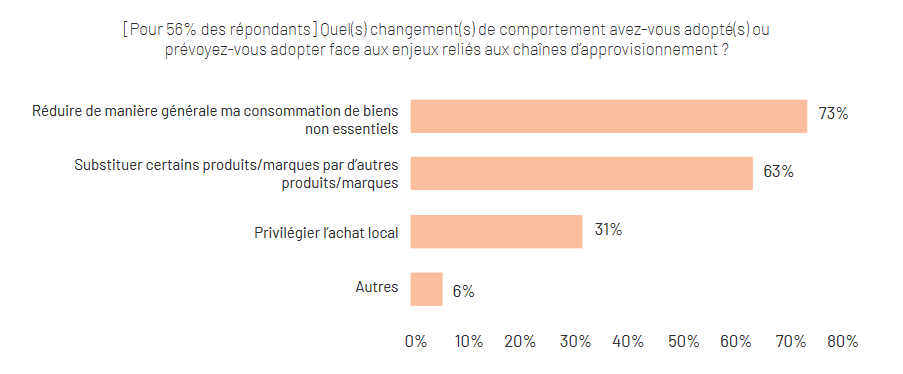 [Pour 56% des répondants] Quel(s) changement(s) de comportement avez-vous adopté(s) ou
prévoyez-vous adopter face aux enjeux reliés aux chaînes d'approvisionnement ?
Réduire de manière générale ma consommation de biens
non essentiels
73%
Substituer certains produits/marques par d'autres
produits/marques
63%
Privilégier l'achat local
31%
Autres
6%
0% 10% 20% 30% 40% 50% 60% 70% 80%